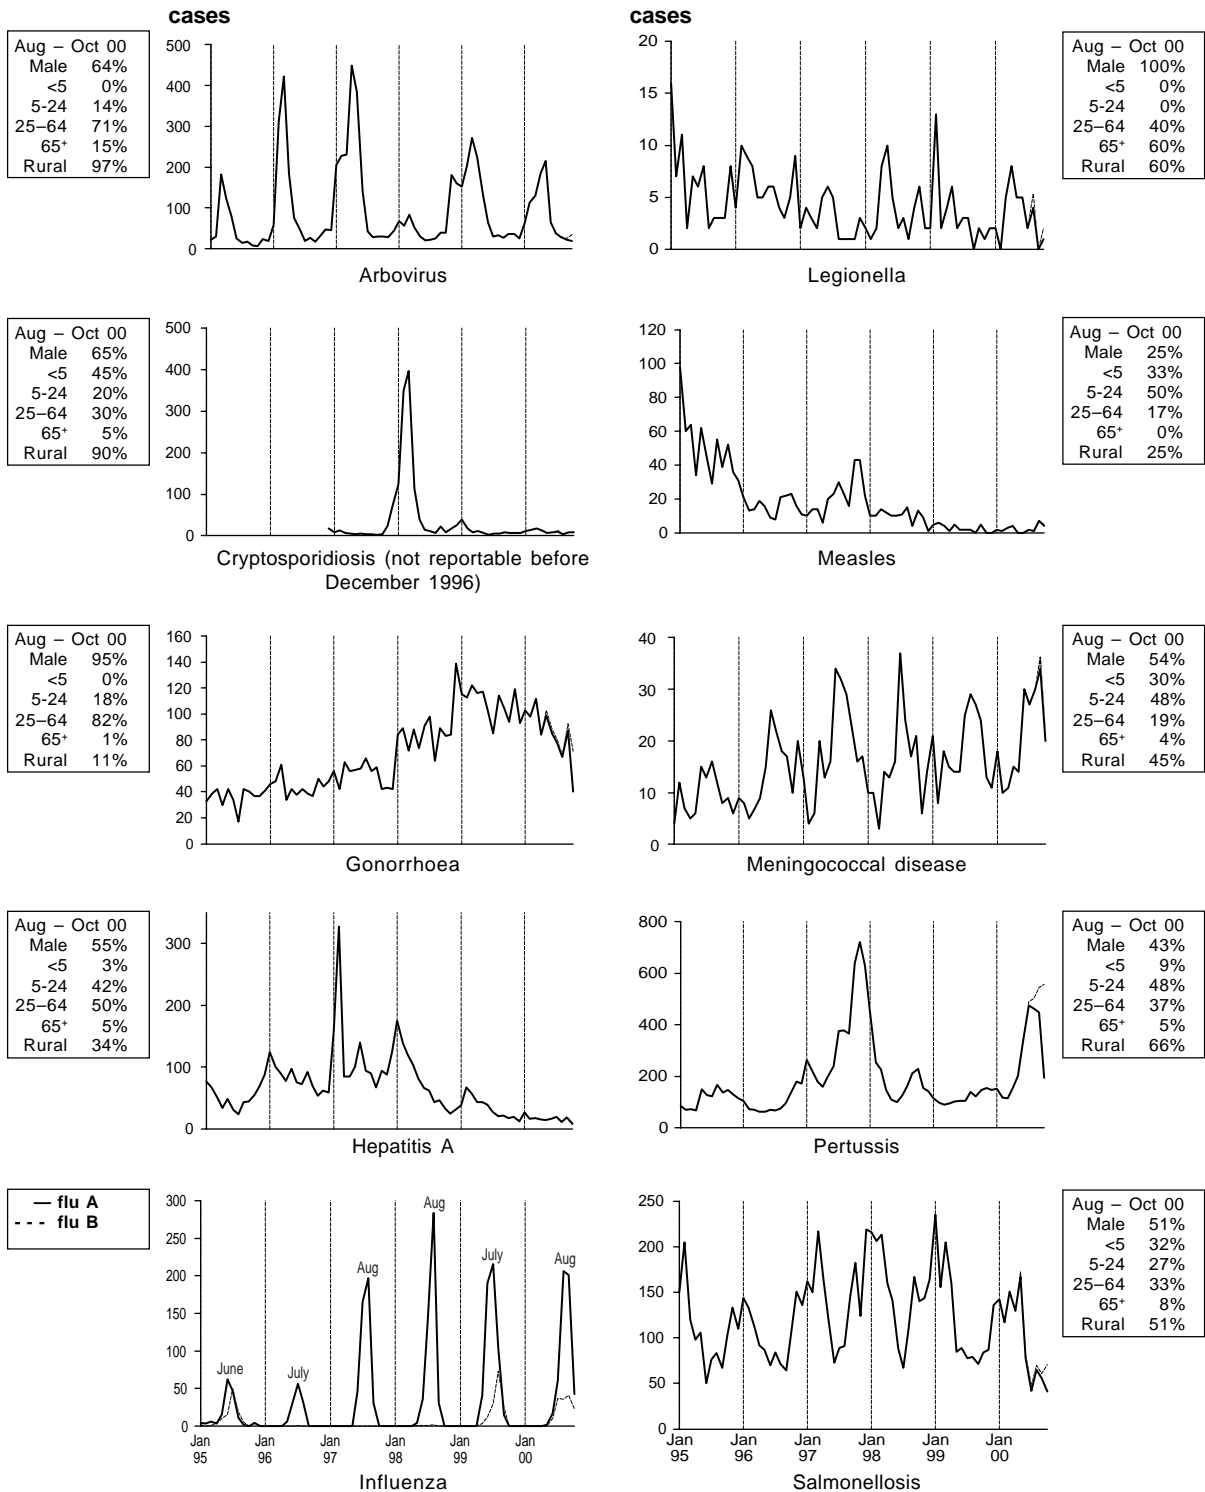 cases
Aug – Oct 00
Male 64%
<5 0%
5-24 14%
25–64 71%
65+ 15%
Rural 97%
500
400
300
200
100
0
Arbovirus
cases
20
15
10
5
0
Legionella
Aug – Oct 00
Male 100%
<5 0%
5-24 0%
25–64 40%
65+ 60%
Rural 60%
Aug – Oct 00
Male 65%
<5 45%
5-24 20%
25–64 30%
65+ 5%
Rural 90%
500
400
300
200
100
0
Cryptosporidiosis (not reportable before
December 1996)
120
100
80
60
40
20
0
Measles
Aug – Oct 00
Male 25%
<5 33%
5-24 50%
25–64 17%
65+ 0%
Rural 25%
Aug – Oct 00
Male 95%
<5 0%
5-24 18%
25–64 82%
65+ 1%
Rural 11%
160
140
120
100
80
60
40
20
0
Gonorrhoea
40
30
20
10
0
Meningococcal disease
Aug – Oct 00
Male 54%
<5 30%
5-24 48%
25–64 19%
65+ 4%
Rural 45%
Aug – Oct 00
Male 55%
<5 3%
5-24 42%
25–64 50%
65+ 5%
Rural 34%
300
200
100
0
Hepatitis A
800
600
400
200
0
Pertussis
Aug – Oct 00
Male 43%
<5 9%
5-24 48%
25–64 37%
65+ 5%
Rural 66%
flu A
flu B
300
250
200
150
100
50
0
June
July
Aug
Aug
July
Aug
Jan Jan Jan Jan Jan Jan
95 96 97 98 99 00
Influenza
250
200
150
100
50
0
Jan Jan Jan Jan Jan Jan
95 96 97 98 99 00
Salmonellosis
Aug – Oct 00
Male 51%
<5 32%
5-24 27%
25–64 33%
65+ 8%
Rural 51%